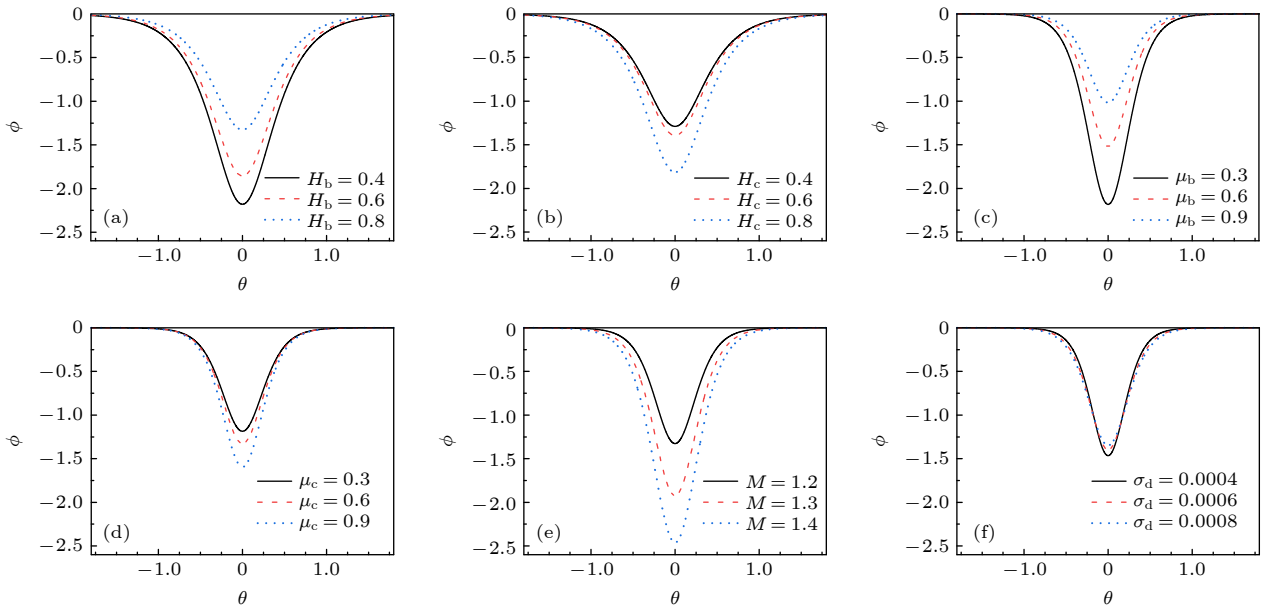 0
−0.5
−1.0
−1.5
−2.0
−2.5
ϕ
H_b = 0.4
H_b = 0.6
H_b = 0.8
(a)
−1.0 0 1.0
θ
0
−0.5
−1.0
−1.5
−2.0
−2.5
ϕ
H_c = 0.4
H_c = 0.6
H_c = 0.8
(b)
−1.0 0 1.0
θ
0
−0.5
−1.0
−1.5
−2.0
−2.5
ϕ
μ_b = 0.3
μ_b = 0.6
μ_b = 0.9
(c)
−1.0 0 1.0
θ
0
−0.5
−1.0
−1.5
−2.0
−2.5
ϕ
μ_c = 0.3
μ_c = 0.6
μ_c = 0.9
(d)
−1.0 0 1.0
θ
0
−0.5
−1.0
−1.5
−2.0
−2.5
ϕ
M = 1.2
M = 1.3
M = 1.4
(e)
−1.0 0 1.0
θ
0
−0.5
−1.0
−1.5
−2.0
−2.5
ϕ
σ_d = 0.0004
σ_d = 0.0006
σ_d = 0.0008
(f)
−1.0 0 1.0
θ